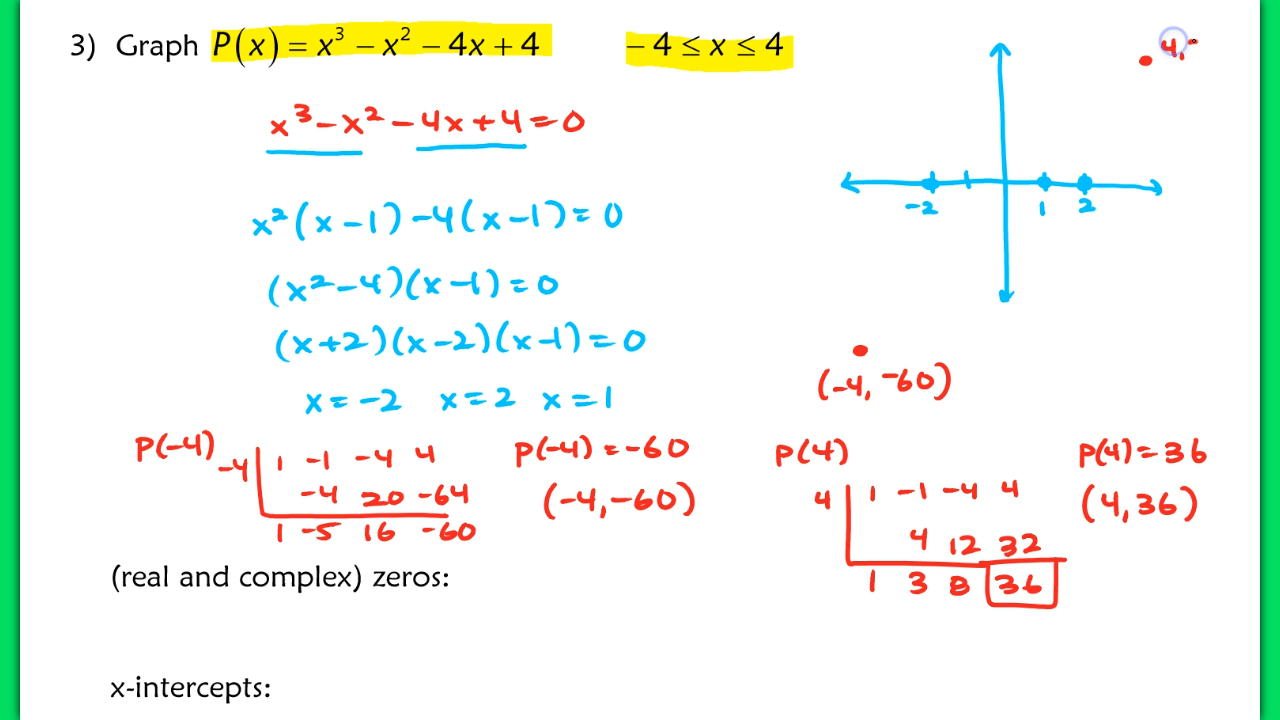 3) Graph P(x) = x³ − x² − 4x + 4 − 4 ≤ x ≤ 4
4,
x³ − x² − 4x + 4 = 0
x²(x − 1) − 4(x − 1) = 0
-2 1 2
(x² − 4)(x − 1) = 0
(x + 2)(x − 2)(x − 1) = 0
x = −2 x = 2 x = 1
(-4, -60)
P(-4) P(-4) = -60 P(4) P(4) = 36
-4 | 1 -1 -4 4
-4 20 -64
1 -5 16 -60
(-4, -60)
4 | 1 -1 -4 4
4 12 32
1 3 8 36
(4, 36)
(real and complex) zeros:
x-intercepts: